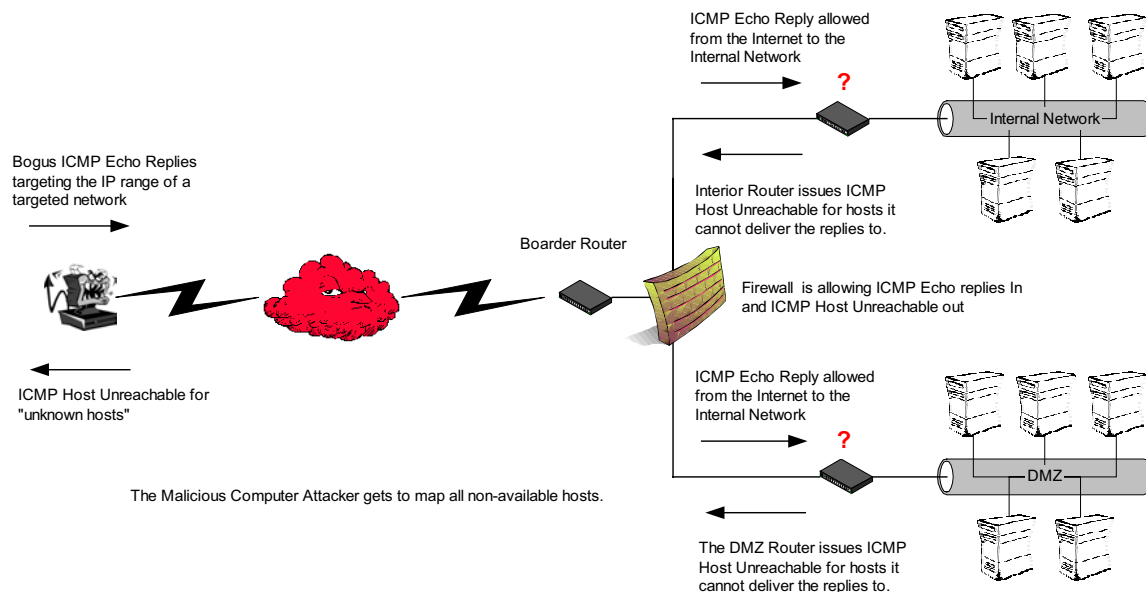 ICMP Echo Reply allowed
from the Internet to the
Internal Network
?
Internal Network
Bogus ICMP Echo Replies
targeting the IP range of a
targeted network
Interior Router issues ICMP
Host Unreachable for hosts it
cannot deliver the replies to.
Boarder Router
Firewall is allowing ICMP Echo replies In
and ICMP Host Unreachable out
ICMP Host Unreachable for
"unknown hosts"
ICMP Echo Reply allowed
from the Internet to the
Internal Network
?
DMZ
The Malicious Computer Attacker gets to map all non-available hosts.
The DMZ Router issues ICMP
Host Unreachable for hosts it
cannot deliver the replies to.